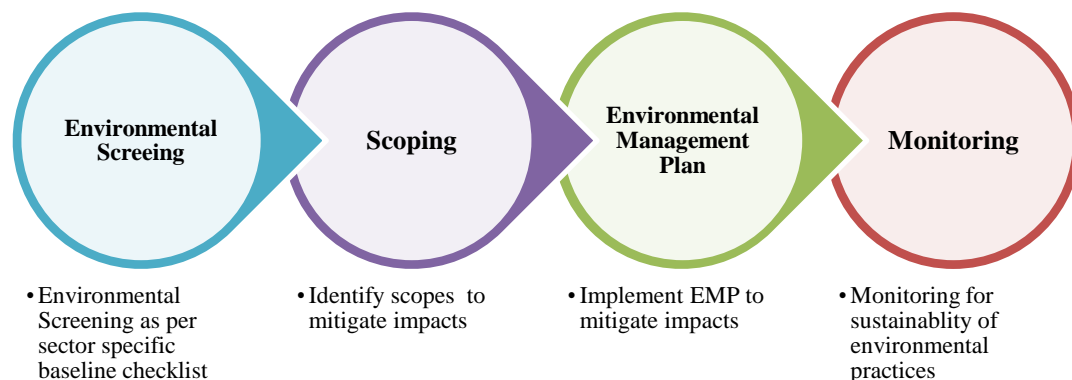 Environmental
Screeing
Scoping
Environmental
Management
Plan
Monitoring
• Environmental
Screening as per
sector specific
baseline checklist
• Identify scopes to
mitigate impacts
• Implement EMP to
mitigate impacts
• Monitoring for
sustainablity of
environmental
practices